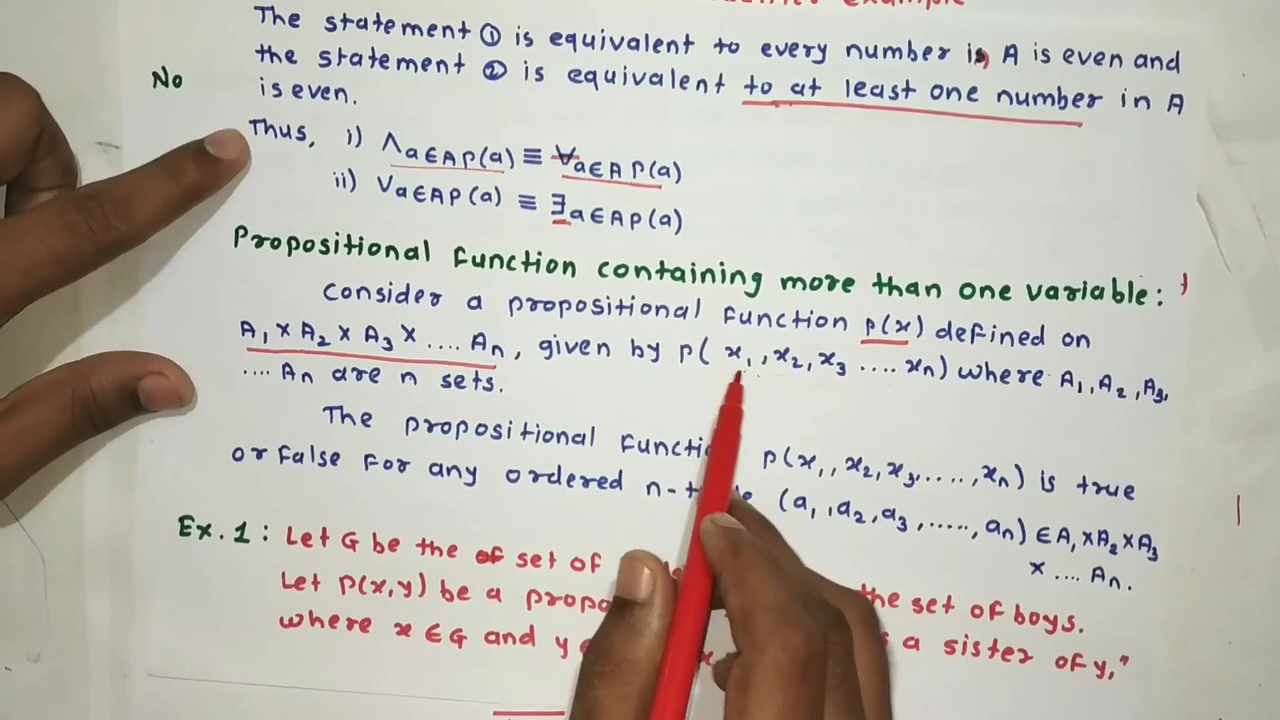 example
The statement ① is equivalent to every number is A is even and
No
the statement ② is equivalent to at least one number in A
is even.
Thus, i) ∧a∈A P(a) ≡ ∀a∈A P(a)
ii) ∨a∈A P(a) ≡ ∃a∈A P(a)
Propositional function containing more than one variable:
Consider a propositional function p(x) defined on
A₁ × A₂ × A₃ × .... Aₙ, given by p(x₁, x₂, x₃ .... xₙ) where A₁, A₂, A₃,
.... Aₙ are n sets.
The propositional p(x₁, x₂, x₃, ...., xₙ) is true
or false for any ordered (a₁, a₂, a₃, ....., aₙ) ∈ A₁ × A₂ × A₃
× .... Aₙ.
Ex. 1: Let G be the of set of the set of boys.
Let P(x,y) be a
where x ∈ G and y a sister of y,"